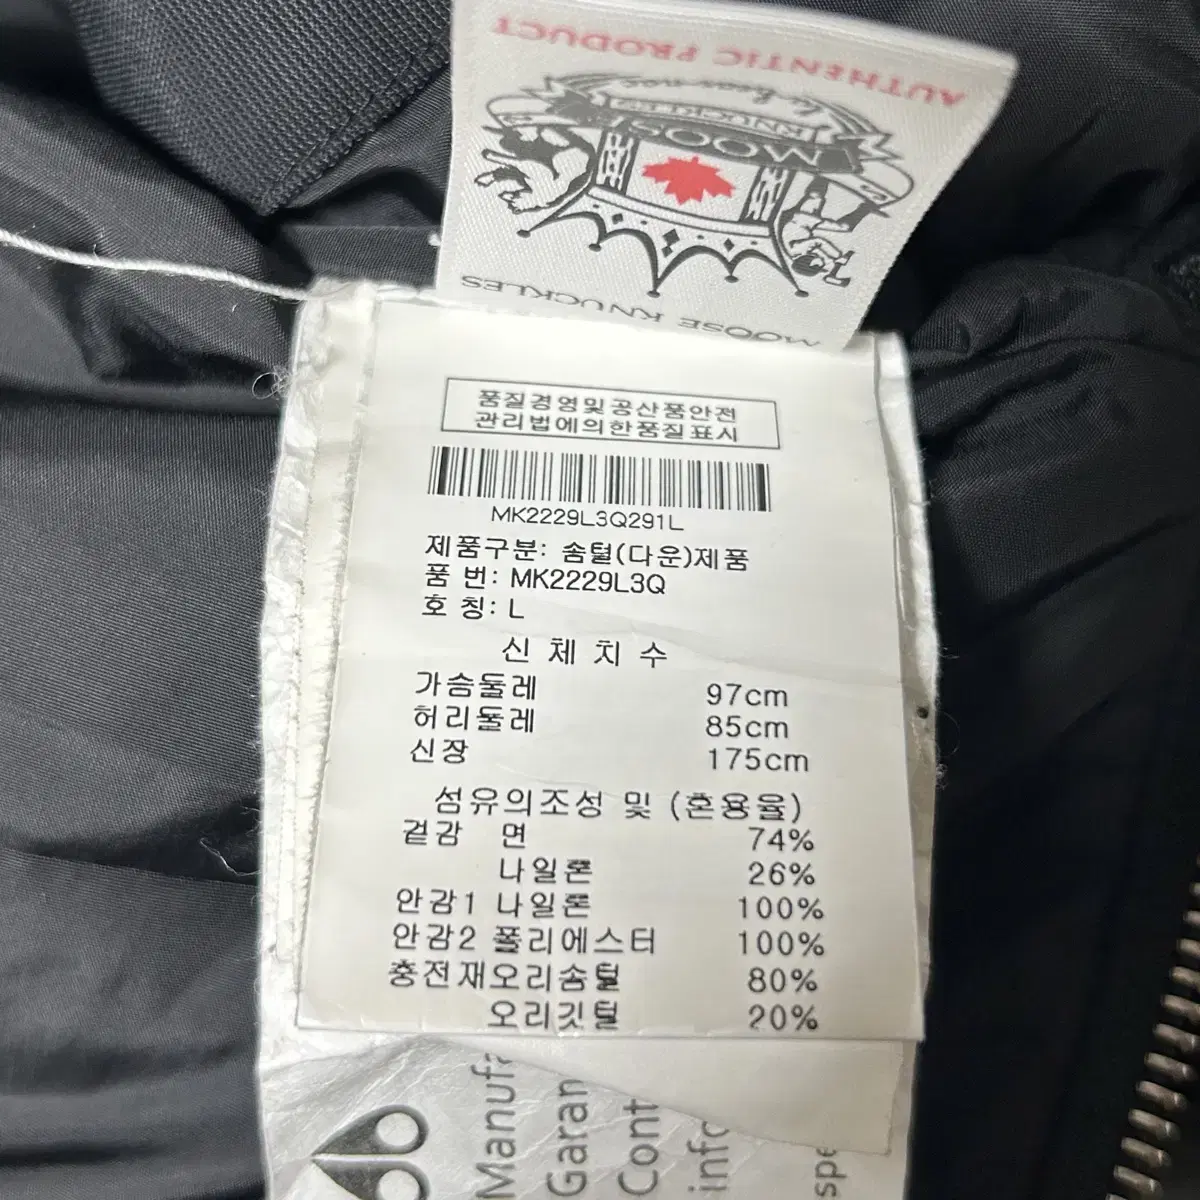 AUTHENTIC PRODUCT
MOOSE
KNUCKLES
MOOSE KNUCKLES
품질경영및공산품안전
관리법에의한품질표시
MK2229L3Q291L
제품구분: 솜털(다운)제품
품 번: MK2229L3Q
호 칭: L
신 체 치 수
가슴둘레 97cm
허리둘레 85cm
신장 175cm
섬유의조성 및 (혼용율)
겉감 면 74%
나일론 26%
안감1 나일론 100%
안감2 폴리에스터 100%
충전재오리솜털 80%
오리깃털 20%
Manufa
Garan
Cont
info
spe